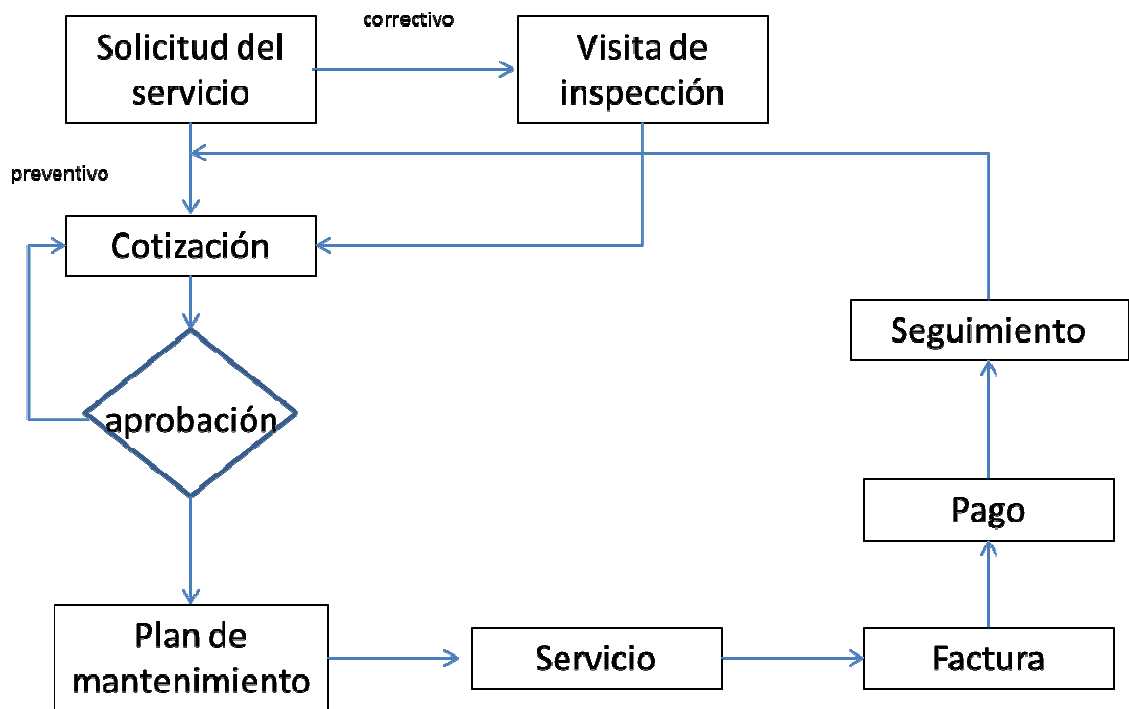 correctivo
Solicitud del
servicio
Visita de
inspección
preventivo
Cotización
aprobación
Seguimiento
Pago
Plan de
mantenimiento
Servicio
Factura